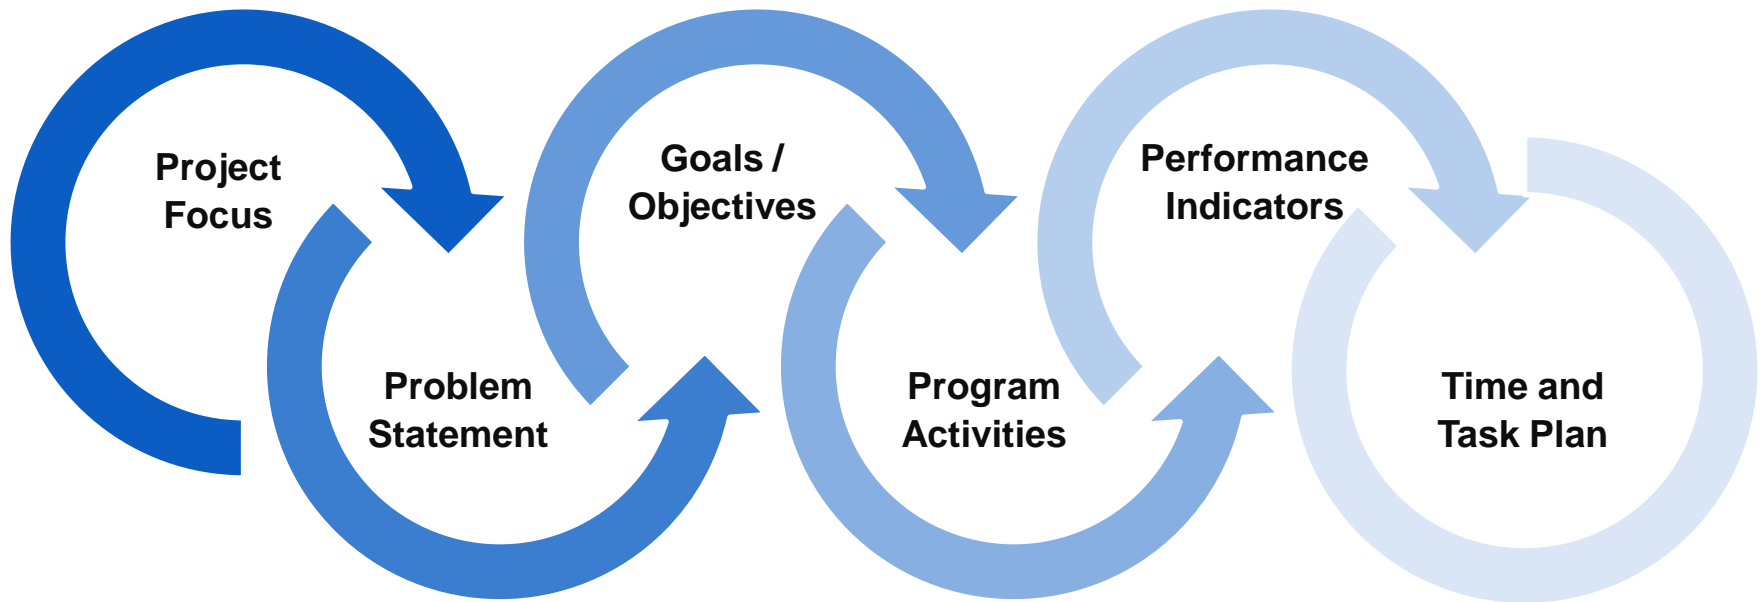 Project
Focus
Problem
Statement
Goals /
Objectives
Program
Activities
Performance
Indicators
Time and
Task Plan